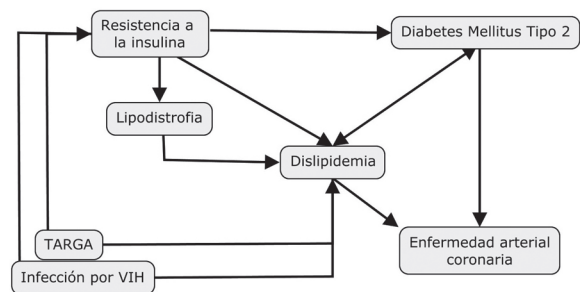 Resistencia a
la insulina
Diabetes Mellitus Tipo 2
Lipodistrofia
Dislipidemia
TARGA
Enfermedad arterial
coronaria
Infección por VIH